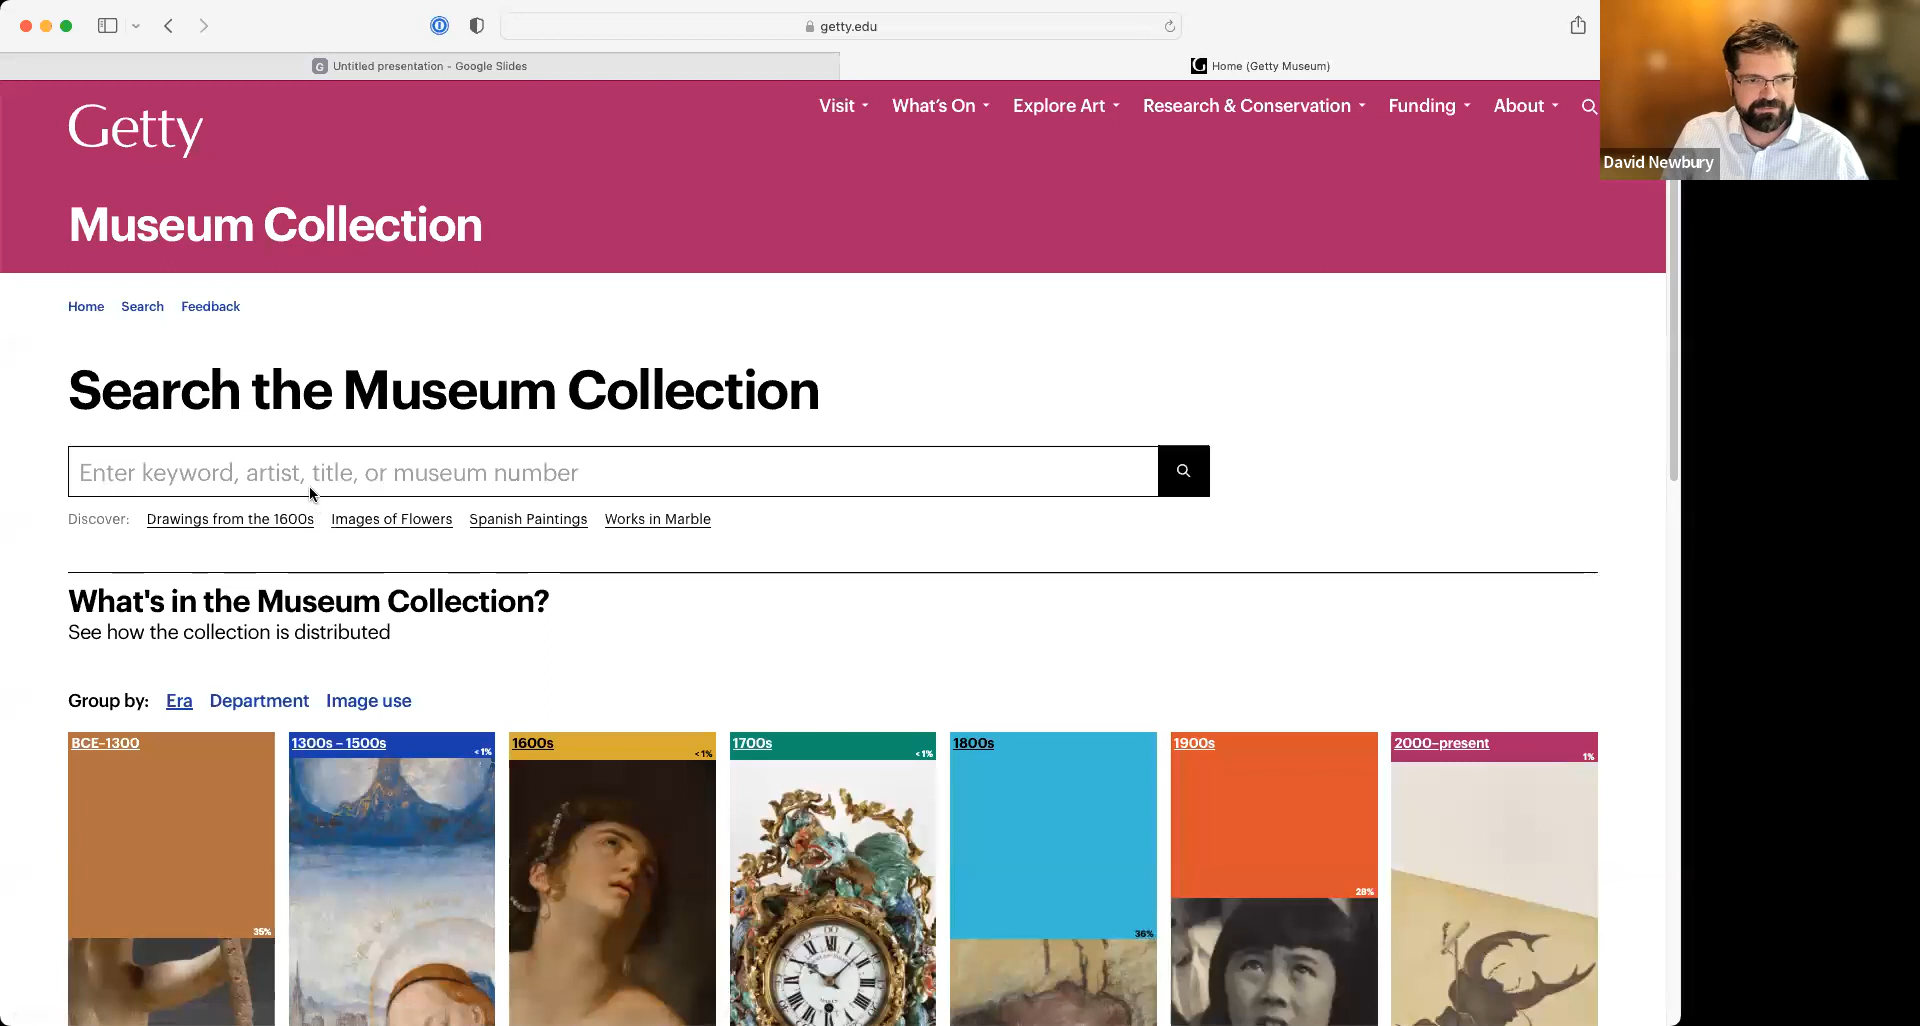 getty.edu
Untitled presentation - Google Slides
Home (Getty Museum)
Getty
Visit What's On Explore Art Research & Conservation Funding About
David Newbury
Museum Collection
Home Search Feedback
Search the Museum Collection
Enter keyword, artist, title, or museum number
Discover: Drawings from the 1600s Images of Flowers Spanish Paintings Works in Marble
What's in the Museum Collection?
See how the collection is distributed
Group by: Era Department Image use
BCE–1300
35%
1300s – 1500s
<1%
1600s
<1%
1700s
<1%
1800s
36%
1900s
28%
2000–present
1%